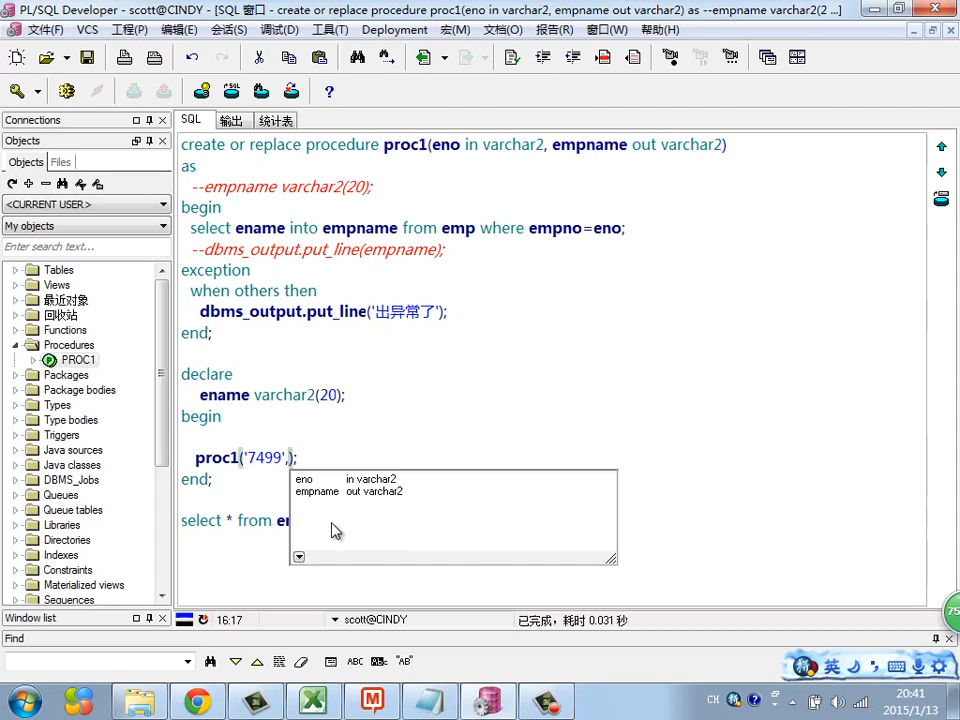 PL/SQL Developer - scott@CINDY - [SQL 窗口 - create or replace procedure proc1(eno in varchar2, empname out varchar2) as --empname varchar2(2 ...]
文件(F) VCS 工程(P) 编辑(E) 会话(S) 调试(D) 工具(T) Deployment 宏(M) 文档(O) 报告(R) 窗口(W) 帮助(H)
Connections
Objects
Objects Files
<CURRENT USER>
My objects
Enter search text...
Tables
Views
最近对象
回收站
Functions
Procedures
PROC1
Packages
Package bodies
Types
Type bodies
Triggers
Java sources
Java classes
DBMS_Jobs
Queues
Queue tables
Libraries
Directories
Indexes
Constraints
Materialized views
Sequences
Window list
SQL 输出 统计表
create or replace procedure proc1(eno in varchar2, empname out varchar2)
as
--empname varchar2(20);
begin
select ename into empname from emp where empno=eno;
--dbms_output.put_line(empname);
exception
when others then
dbms_output.put_line('出异常了');
end;
declare
ename varchar2(20);
begin
proc1('7499',);
end;
eno in varchar2
empname out varchar2
select * from
16:17 scott@CINDY 已完成，耗时 0.031 秒
75
Find
ABC "AB"
英
CH
20:41
2015/1/13